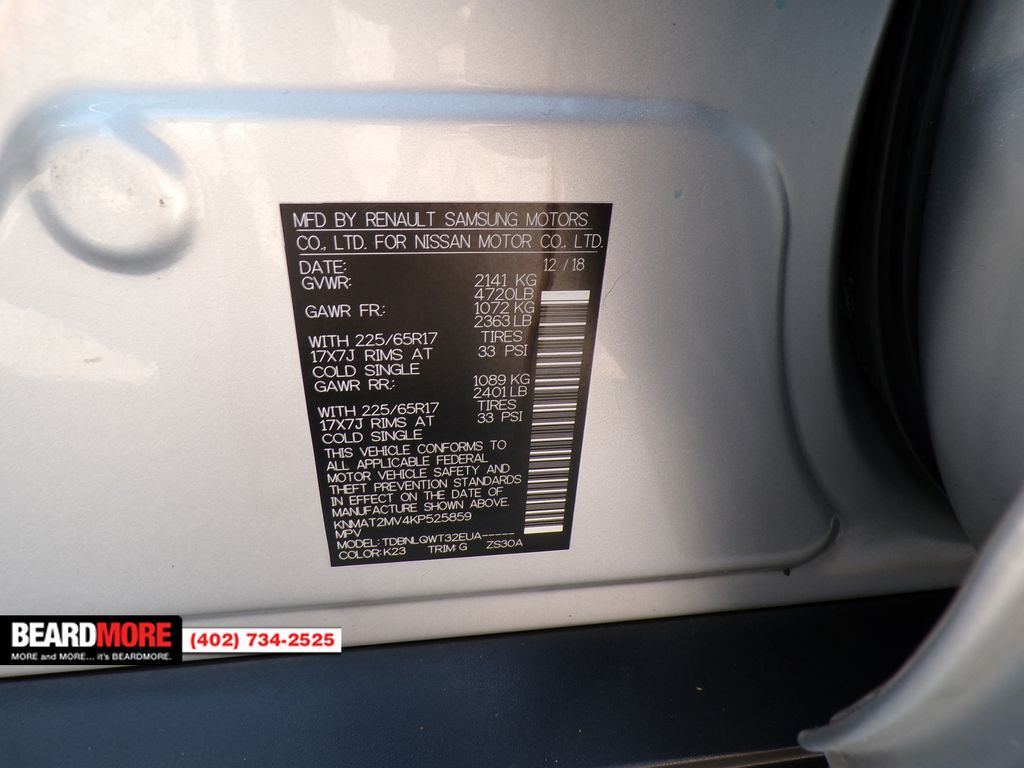 MFD BY RENAULT SAMSUNG MOTORS
CO., LTD. FOR NISSAN MOTOR CO., LTD.
DATE: 12 / 18
GVWR: 2141 KG
4720LB
GAWR FR.: 1072 KG
2363 LB
WITH 225/65R17 TIRES
17X7J RIMS AT 33 PSI
COLD SINGLE
GAWR RR.: 1089 KG
2401 LB
WITH 225/65R17 TIRES
17X7J RIMS AT 33 PSI
COLD SINGLE
THIS VEHICLE CONFORMS TO
ALL APPLICABLE FEDERAL
MOTOR VEHICLE SAFETY AND
THEFT PREVENTION STANDARDS
IN EFFECT ON THE DATE OF
MANUFACTURE SHOWN ABOVE.
KNMAT2MV4KP525859
MPV
MODEL: TDBNLQWT32EUA-----
COLOR: K23 TRIM: G ZS30A
BEARDMORE (402) 734-2525
MORE and MORE... it's BEARDMORE.